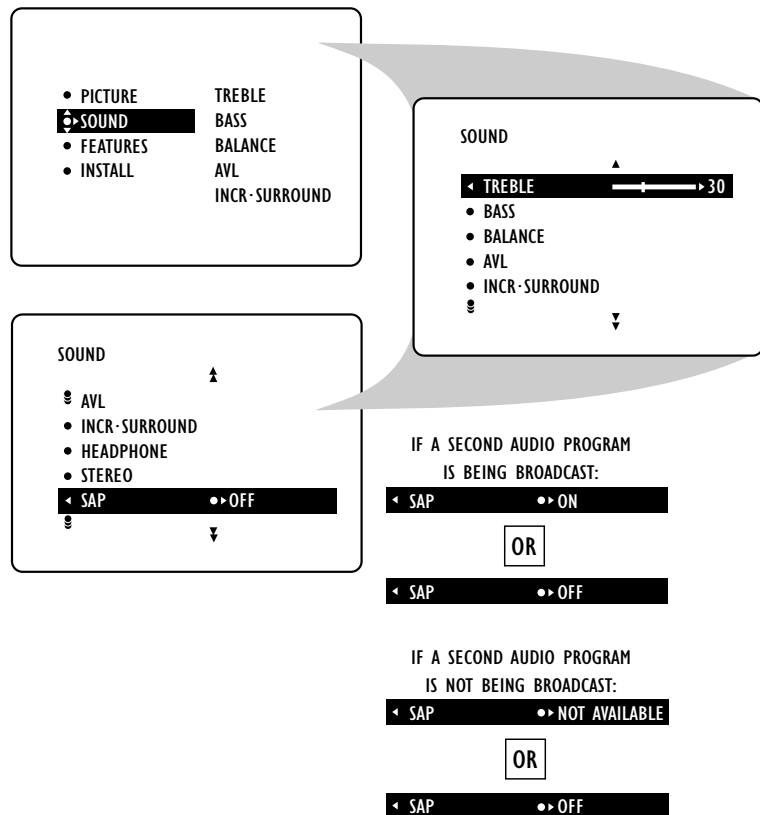 PICTURE
SOUND
FEATURES
INSTALL
TREBLE
BASS
BALANCE
AVL
INCR·SURROUND
SOUND
TREBLE 30
BASS
BALANCE
AVL
INCR·SURROUND
SOUND
AVL
INCR·SURROUND
HEADPHONE
STEREO
SAP OFF
IF A SECOND AUDIO PROGRAM
IS BEING BROADCAST:
SAP ON
OR
SAP OFF
IF A SECOND AUDIO PROGRAM
IS NOT BEING BROADCAST:
SAP NOT AVAILABLE
OR
SAP OFF